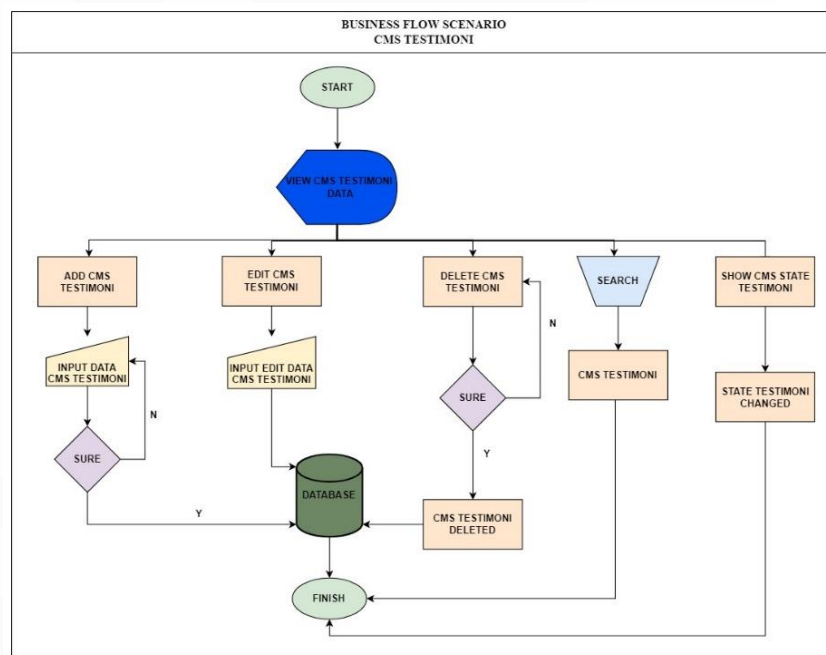 BUSINESS FLOW SCENARIO
CMS TESTIMONI
START
VIEW CMS TESTIMONI
DATA
ADD CMS
TESTIMONI
EDIT CMS
TESTIMONI
DELETE CMS
TESTIMONI
SEARCH
SHOW CMS STATE
TESTIMONI
N
INPUT DATA
CMS TESTIMONI
INPUT EDIT DATA
CMS TESTIMONI
CMS TESTIMONI
STATE TESTIMONI
CHANGED
SURE
N
SURE
Y
DATABASE
Y
CMS TESTIMONI
DELETED
FINISH